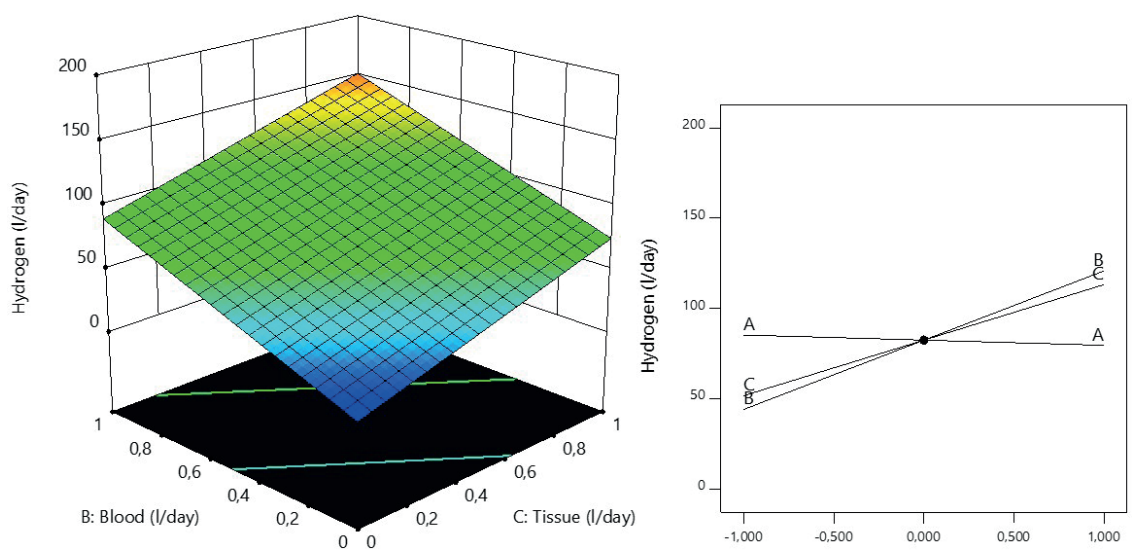 Hydrogen (l/day)
200
150
100
50
0
1
0,8
0,6
0,4
0,2
0
B: Blood (l/day)
0
0,2
0,4
0,6
0,8
1
C: Tissue (l/day)
Hydrogen (l/day)
200
150
100
50
0
A
C
B
B
C
A
-1,000
-0,500
0,000
0,500
1,000